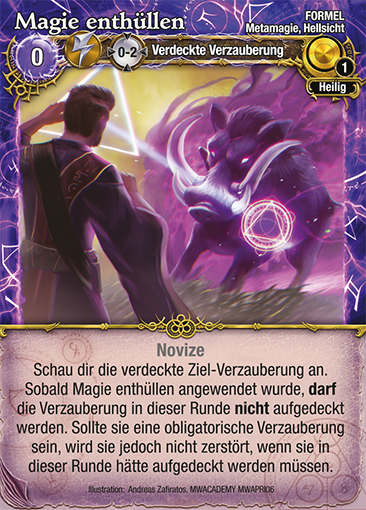 Magie enthüllen
FORMEL
Metamagie, Hellsicht
0
0-2
Verdeckte Verzauberung
1
Heilig
Novize
Schau dir die verdeckte Ziel-Verzauberung an.
Sobald Magie enthüllen angewendet wurde, darf
die Verzauberung in dieser Runde nicht aufgedeckt
werden. Sollte sie eine obligatorische Verzauberung
sein, wird sie jedoch nicht zerstört, wenn sie in
dieser Runde hätte aufgedeckt werden müssen.
Illustration: Andreas Zafiratos, MWACADEMY MWAPRI06